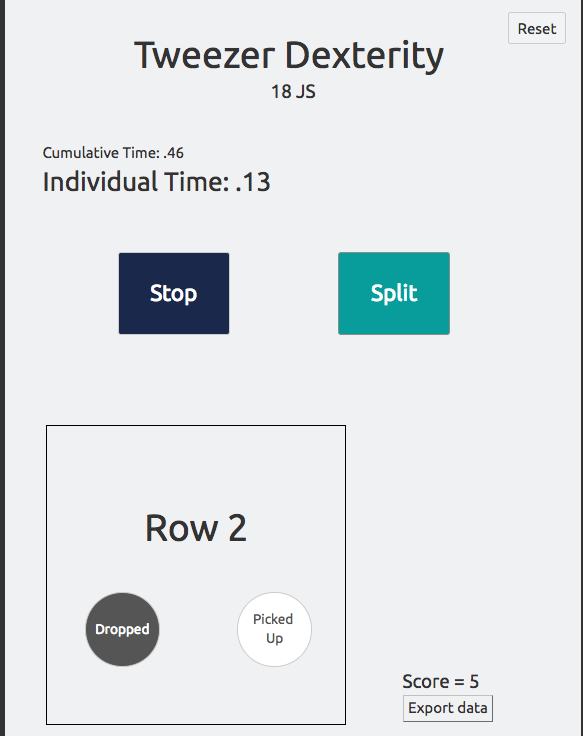 Reset
Tweezer Dexterity
18 JS
Cumulative Time: .46
Individual Time: .13
Stop
Split
Row 2
Dropped
Picked
Up
Score = 5
Export data